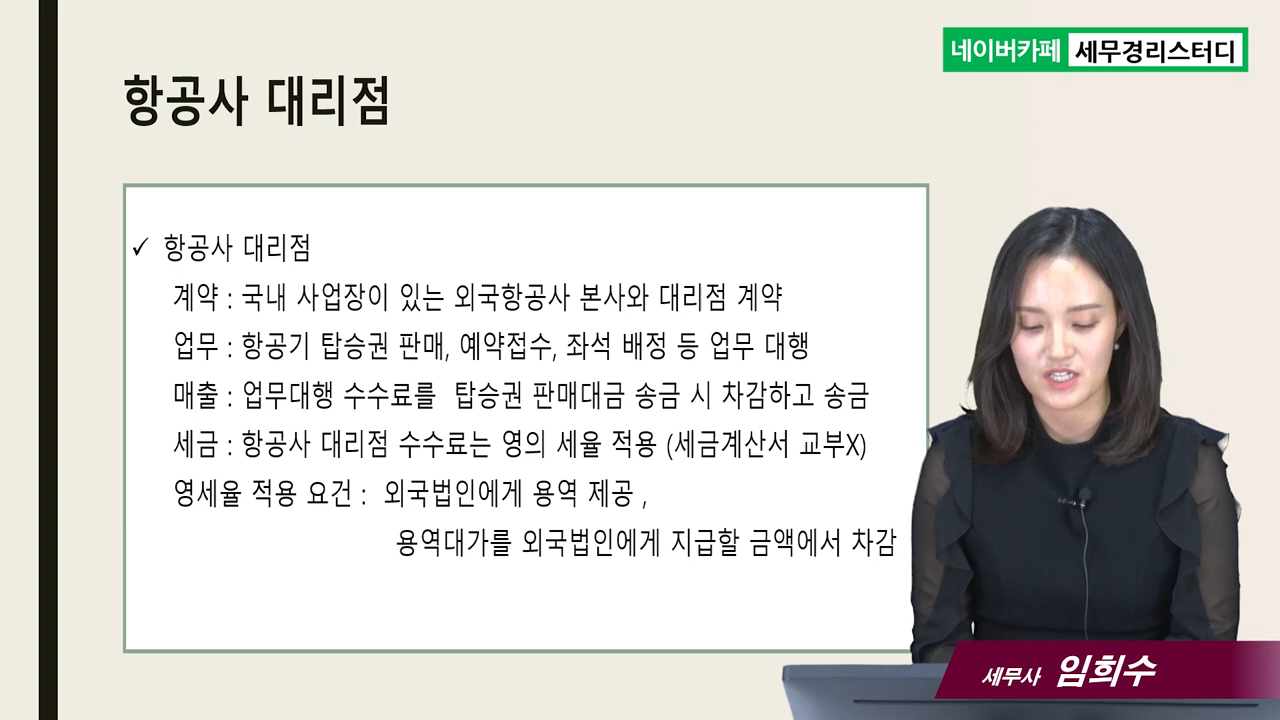 네이버카페 세무경리스터디
항공사 대리점
✓ 항공사 대리점
계약 : 국내 사업장이 있는 외국항공사 본사와 대리점 계약
업무 : 항공기 탑승권 판매, 예약접수, 좌석 배정 등 업무 대행
매출 : 업무대행 수수료를 탑승권 판매대금 송금 시 차감하고 송금
세금 : 항공사 대리점 수수료는 영의 세율 적용 (세금계산서 교부X)
영세율 적용 요건 : 외국법인에게 용역 제공 ,
용역대가를 외국법인에게 지급할 금액에서 차감
세무사 임희수